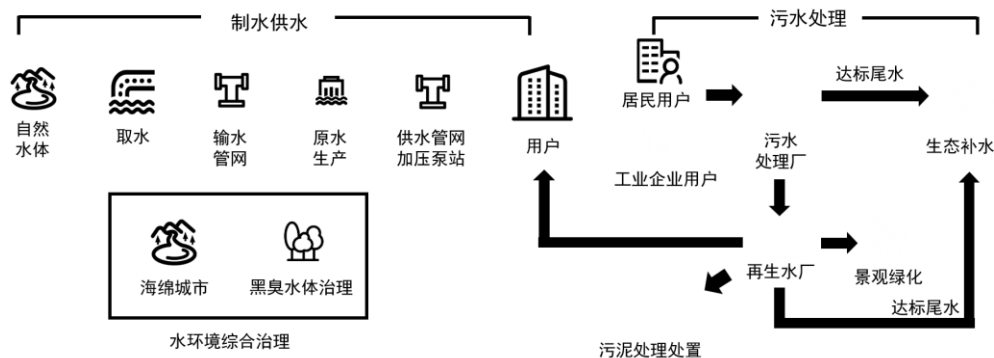 制水供水
污水处理
自然
水体
取水
输水
管网
原水
生产
供水管网
加压泵站
用户
居民用户
达标尾水
污水
处理厂
生态补水
工业企业用户
海绵城市
黑臭水体治理
水环境综合治理
再生水厂
景观绿化
达标尾水
污泥处理处置